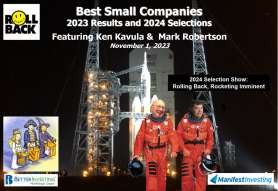 ROLL
BACK
Best Small Companies
2023 Results and 2024 Selections
Featuring Ken Kavula & Mark Robertson
November 1, 2023
2024 Selection Show:
Rolling Back, Rocketing Imminent
BETTERINVESTING
ManifestInvesting